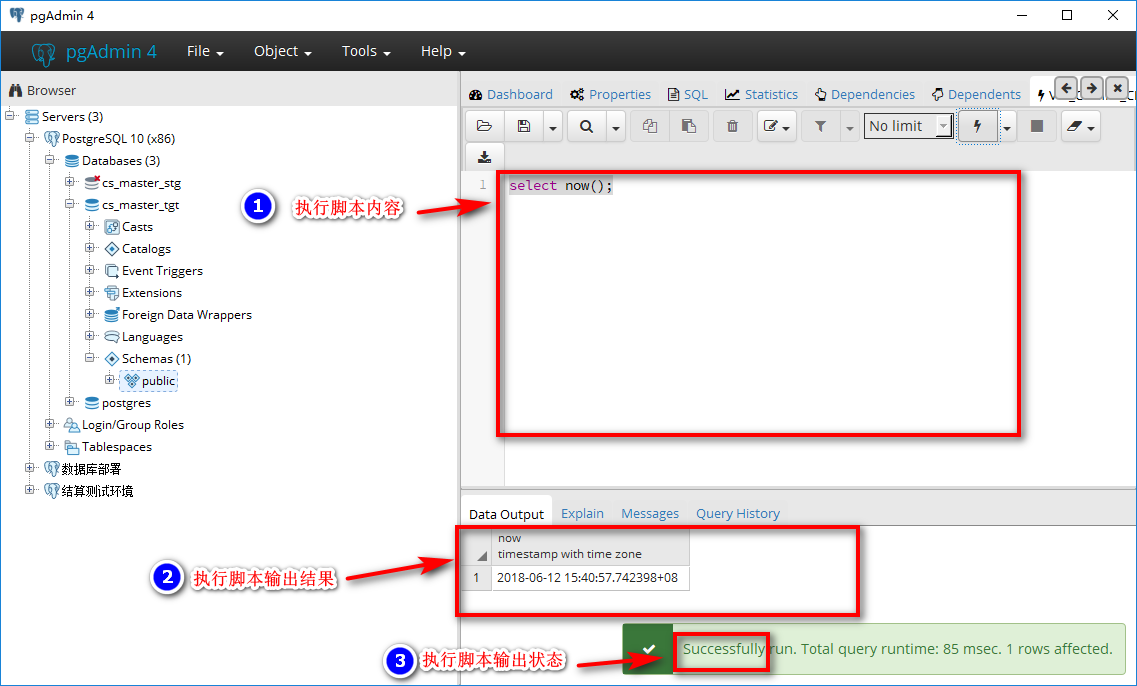 pgAdmin 4
pgAdmin 4 File Object Tools Help
Browser
Dashboard Properties SQL Statistics Dependencies Dependents
Servers (3)
PostgreSQL 10 (x86)
Databases (3)
cs_master_stg
cs_master_tgt
Casts
Catalogs
Event Triggers
Extensions
Foreign Data Wrappers
Languages
Schemas (1)
public
postgres
Login/Group Roles
Tablespaces
数据库部署
结算测试环境
No limit
1 select now();
1 执行脚本内容
Data Output Explain Messages Query History
now
timestamp with time zone
1 2018-06-12 15:40:57.742398+08
2 执行脚本输出结果
3 执行脚本输出状态
Successfully run. Total query runtime: 85 msec. 1 rows affected.